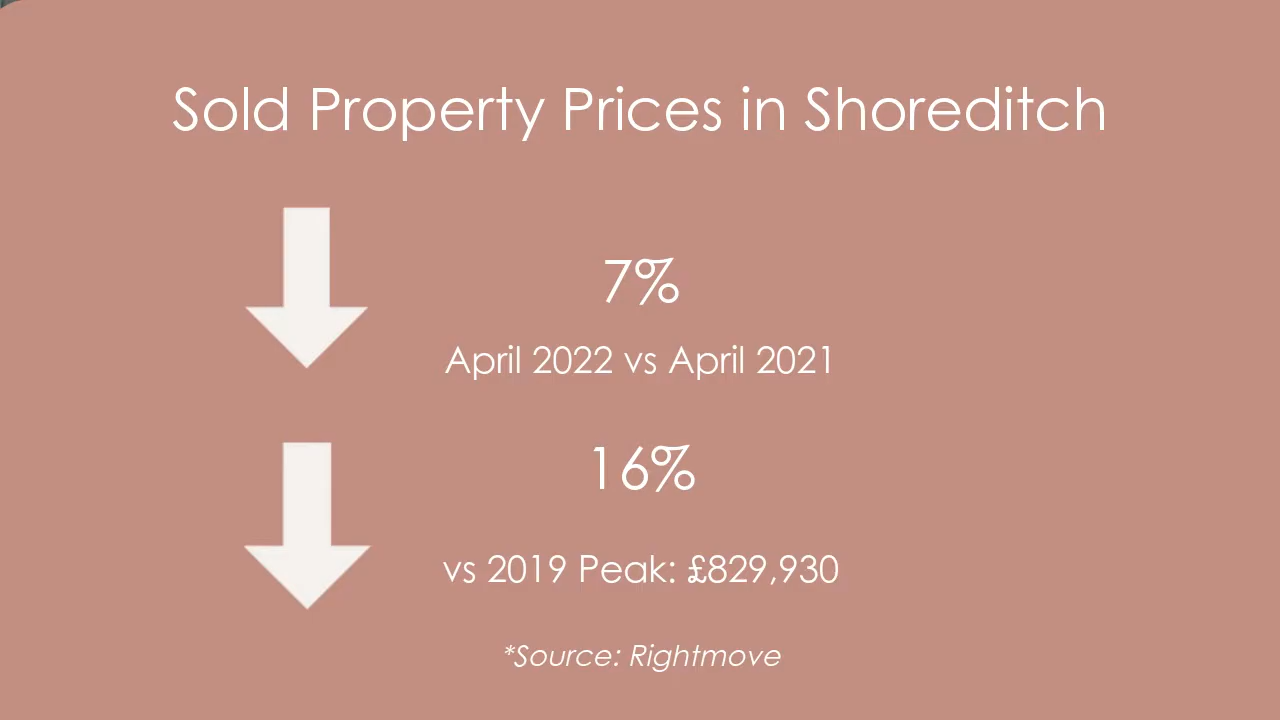 Sold Property Prices in Shoreditch
7%
April 2022 vs April 2021
16%
vs 2019 Peak: £829,930
*Source: Rightmove